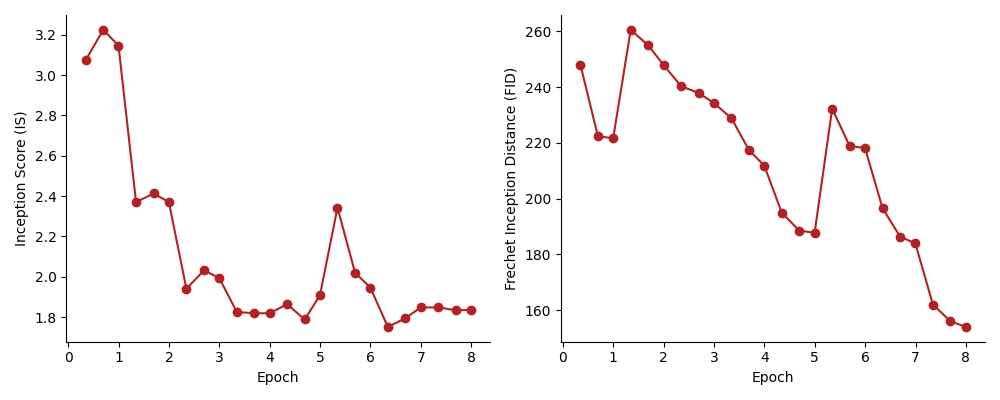 Inception Score (IS)
3.2
3.0
2.8
2.6
2.4
2.2
2.0
1.8
0 1 2 3 4 5 6 7 8
Epoch
Frechet Inception Distance (FID)
260
240
220
200
180
160
0 1 2 3 4 5 6 7 8
Epoch